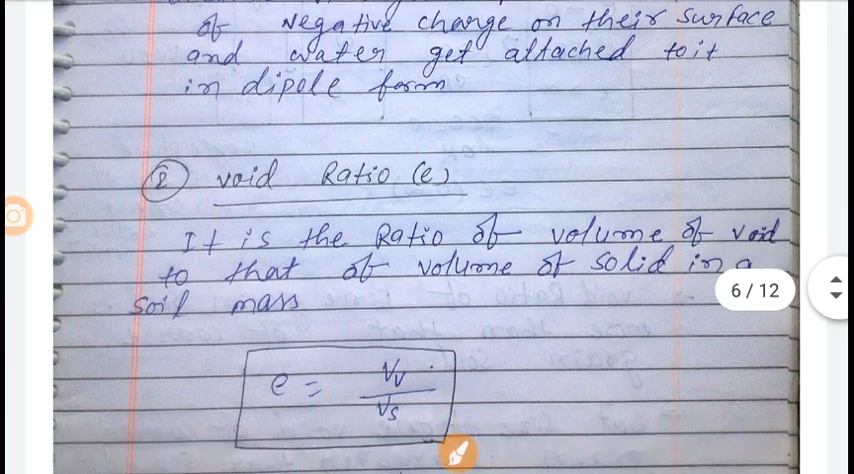 of Negative charge on their surface
and water get attached to it
in dipole form
② void Ratio (e)
It is the Ratio of volume of void
to that of volume of solid in a
soil mass
6 / 12
e = Vv / Vs